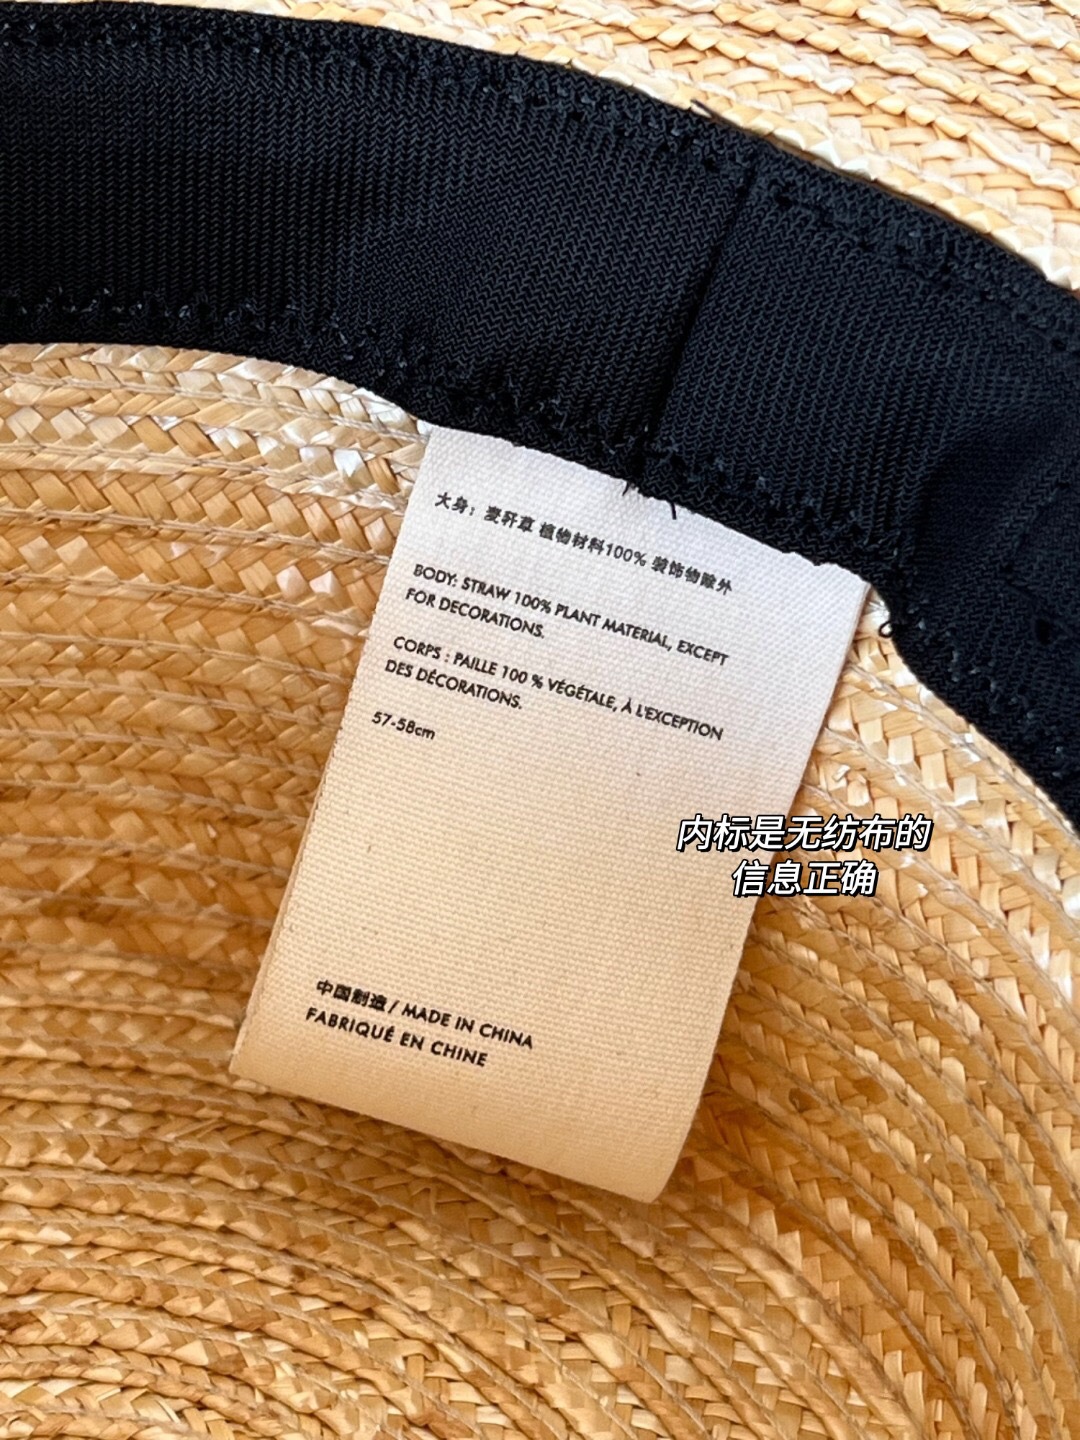 大身：麦秆草 植物材料100% 装饰物除外
BODY: STRAW 100% PLANT MATERIAL, EXCEPT
FOR DECORATIONS.
CORPS : PAILLE 100 % VÉGÉTALE, À L'EXCEPTION
DES DÉCORATIONS.
57-58cm
内标是无纺布的
信息正确
中国制造 / MADE IN CHINA
FABRIQUÉ EN CHINE